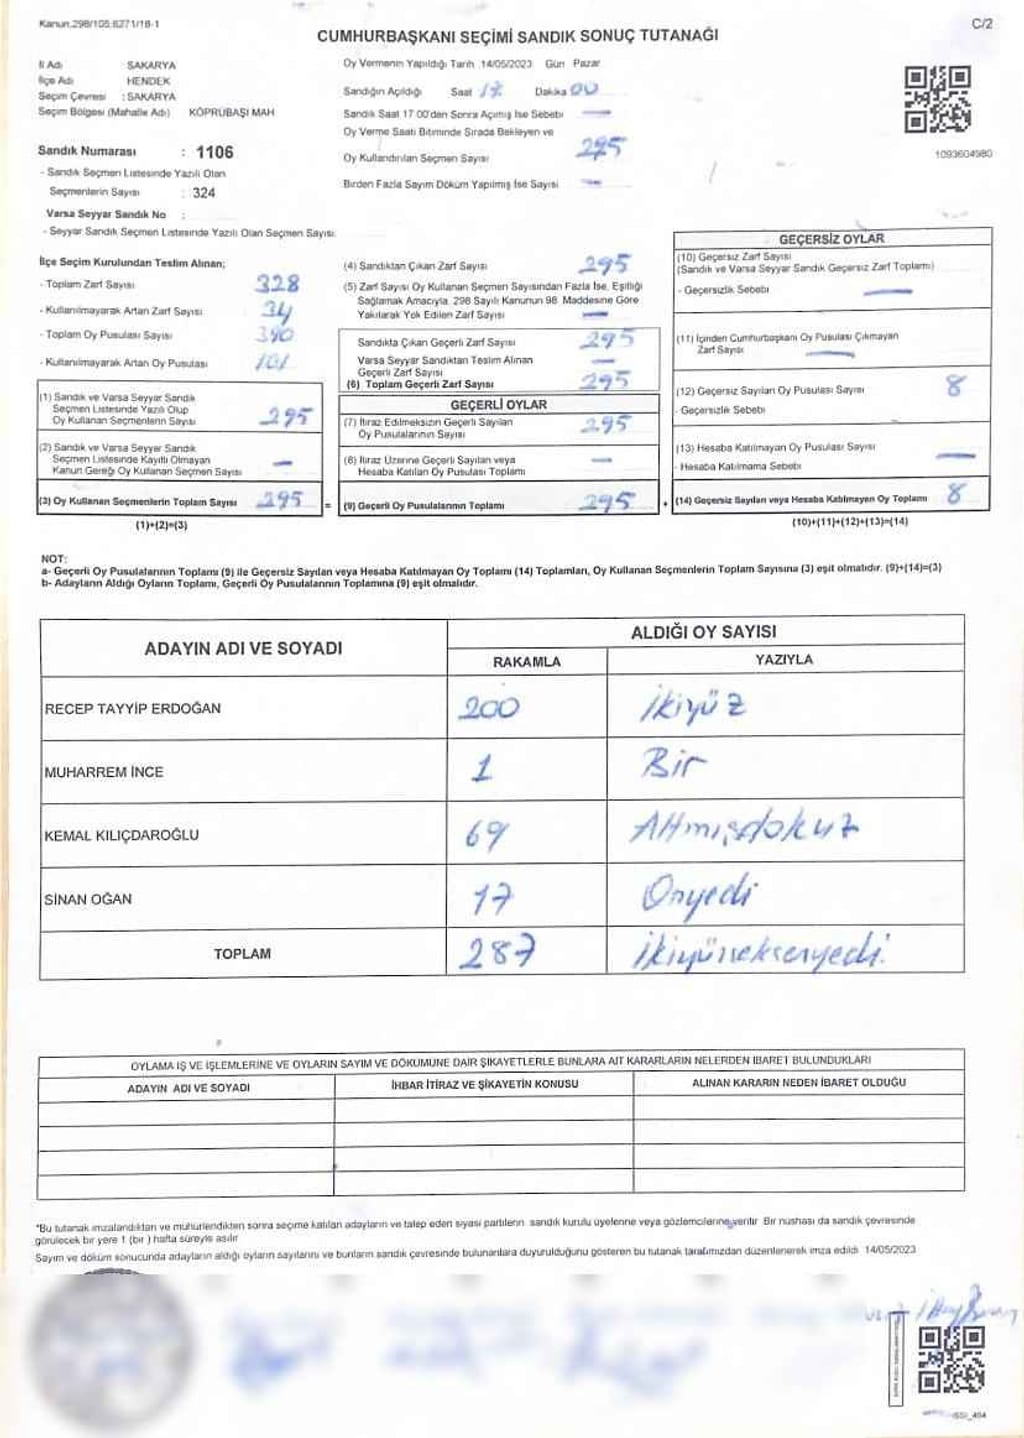 Kanun.298/105.6271/18-1
C/2
CUMHURBAŞKANI SEÇİMİ SANDIK SONUÇ TUTANAĞI
İl Adı SAKARYA
İlçe Adı HENDEK
Seçim Çevresi : SAKARYA
Seçim Bölgesi (Mahalle Adı) KÖPRÜBAŞI MAH
Sandık Numarası : 1106
- Sandık Seçmen Listesinde Yazılı Olan
Seçmenlerin Sayısı : 324
Varsa Seyyar Sandık No :
- Seyyar Sandık Seçmen Listesinde Yazılı Olan Seçmen Sayısı:
Oy Vermenin Yapıldığı Tarih 14/05/2023 Gün Pazar
Sandığın Açıldığı Saat 17 Dakika 00
Sandık Saat 17 00'den Sonra Açımış İse Sebebi —
Oy Verme Saati Bitiminde Sırada Bekleyen ve
Oy Kullandırılan Seçmen Sayısı 295
Birden Fazla Sayım Döküm Yapılmış İse Sayısı —
1093604980
İlçe Seçim Kurulundan Teslim Alınan;
- Toplam Zarf Sayısı 328
- Kullanılmayarak Artan Zarf Sayısı 34
- Toplam Oy Pusulası Sayısı 390
- Kullanılmayarak Artan Oy Pusulası 101
(1) Sandık ve Varsa Seyyar Sandık
Seçmen Listesinde Yazılı Olup
Oy Kullanan Seçmenlerin Sayısı 295
(2) Sandık ve Varsa Seyyar Sandık
Seçmen Listesinde Kayıtlı Olmayan
Kanun Gereği Oy Kullanan Seçmen Sayısı —
(3) Oy Kullanan Seçmenlerin Toplam Sayısı 295 =
(1)+(2)=(3)
(4) Sandıktan Çıkan Zarf Sayısı 295
(5) Zarf Sayısı Oy Kullanan Seçmen Sayısından Fazla İse, Eşitliği
Sağlamak Amacıyla. 298 Sayılı Kanunun 98. Maddesine Göre
Yakılarak Yok Edilen Zarf Sayısı —
Sandıkta Çıkan Geçerli Zarf Sayısı 295
Varsa Seyyar Sandıktan Teslim Alınan
Geçerli Zarf Sayısı —
(6) Toplam Geçerli Zarf Sayısı 295
GEÇERLİ OYLAR
(7) İtiraz Edilmeksizin Geçerli Sayılan
Oy Pusulalarının Sayısı 295
(8) İtiraz Üzerine Geçerli Sayılan veya
Hesaba Katılan Oy Pusulası Toplamı —
(9) Geçerli Oy Pusulalarının Toplamı 295 +
GEÇERSİZ OYLAR
(10) Geçersiz Zarf Sayısı
(Sandık ve Varsa Seyyar Sandık Geçersiz Zarf Toplamı)
- Geçersizlik Sebebi —
(11) İçinden Cumhurbaşkanı Oy Pusulası Çıkmayan
Zarf Sayısı —
(12) Geçersiz Sayılan Oy Pusulası Sayısı 8
- Geçersizlik Sebebi
(13) Hesaba Katılmayan Oy Pusulası Sayısı —
- Hesaba Katılmama Sebebi
(14) Geçersiz Sayılan veya Hesaba Katılmayan Oy Toplamı 8
(10)+(11)+(12)+(13)=(14)
NOT:
a- Geçerli Oy Pusulalarının Toplamı (9) ile Geçersiz Sayılan veya Hesaba Katılmayan Oy Toplamı (14) Toplamları, Oy Kullanan Seçmenlerin Toplam Sayısına (3) eşit olmalıdır. (9)+(14)=(3)
b- Adayların Aldığı Oyların Toplamı, Geçerli Oy Pusulalarının Toplamına (9) eşit olmalıdır.
ADAYIN ADI VE SOYADI ALDIĞI OY SAYISI
RAKAMLA YAZIYLA
RECEP TAYYİP ERDOĞAN 200 İkiyüz
MUHARREM İNCE 1 Bir
KEMAL KILIÇDAROĞLU 69 Altmışdokuz
SİNAN OĞAN 17 Onyedi
TOPLAM 287 İkiyüzseksenyedi.
OYLAMA İŞ VE İŞLEMLERİNE VE OYLARIN SAYIM VE DÖKÜMÜNE DAİR ŞİKAYETLERLE BUNLARA AİT KARARLARIN NELERDEN İBARET BULUNDUKLARI
ADAYIN ADI VE SOYADI İHBAR İTİRAZ VE ŞİKAYETİN KONUSU ALINAN KARARIN NEDEN İBARET OLDUĞU
*Bu tutanak imzalandıktan ve mühürlendikten sonra seçime katılan adayların ve talep eden siyasi partilerin sandık kurulu üyelerine veya gözlemcilerine verilir Bir nüshası da sandık çevresinde
görülecek bir yere 1 (bir ) hafta süreyle asılır
Sayım ve döküm sonucunda adayların aldığı oyların sayılarını ve bunların sandık çevresinde bulunanlara duyurulduğunu gösteren bu tutanak tarafımızdan düzenlenerek imza edildi 14/05/2023